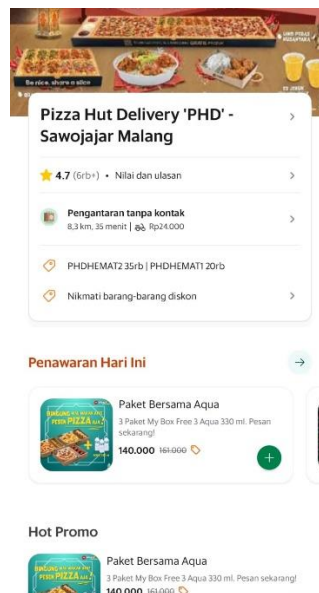 Be nice, share a slice
Pizza Hut Delivery 'PHD' -
Sawojajar Malang
4.7 (6rb+) • Nilai dan ulasan
Pengantaran tanpa kontak
8,3 km, 35 menit | Rp24.000
PHDHEMAT2 35rb | PHDHEMAT1 20rb
Nikmati barang-barang diskon
Penawaran Hari Ini
Paket Bersama Aqua
3 Paket My Box Free 3 Aqua 330 ml. Pesan
sekarang!
140.000 161.000
Hot Promo
Paket Bersama Aqua
3 Paket My Box Free 3 Aqua 330 ml. Pesan sekarang!
140.000 161.000